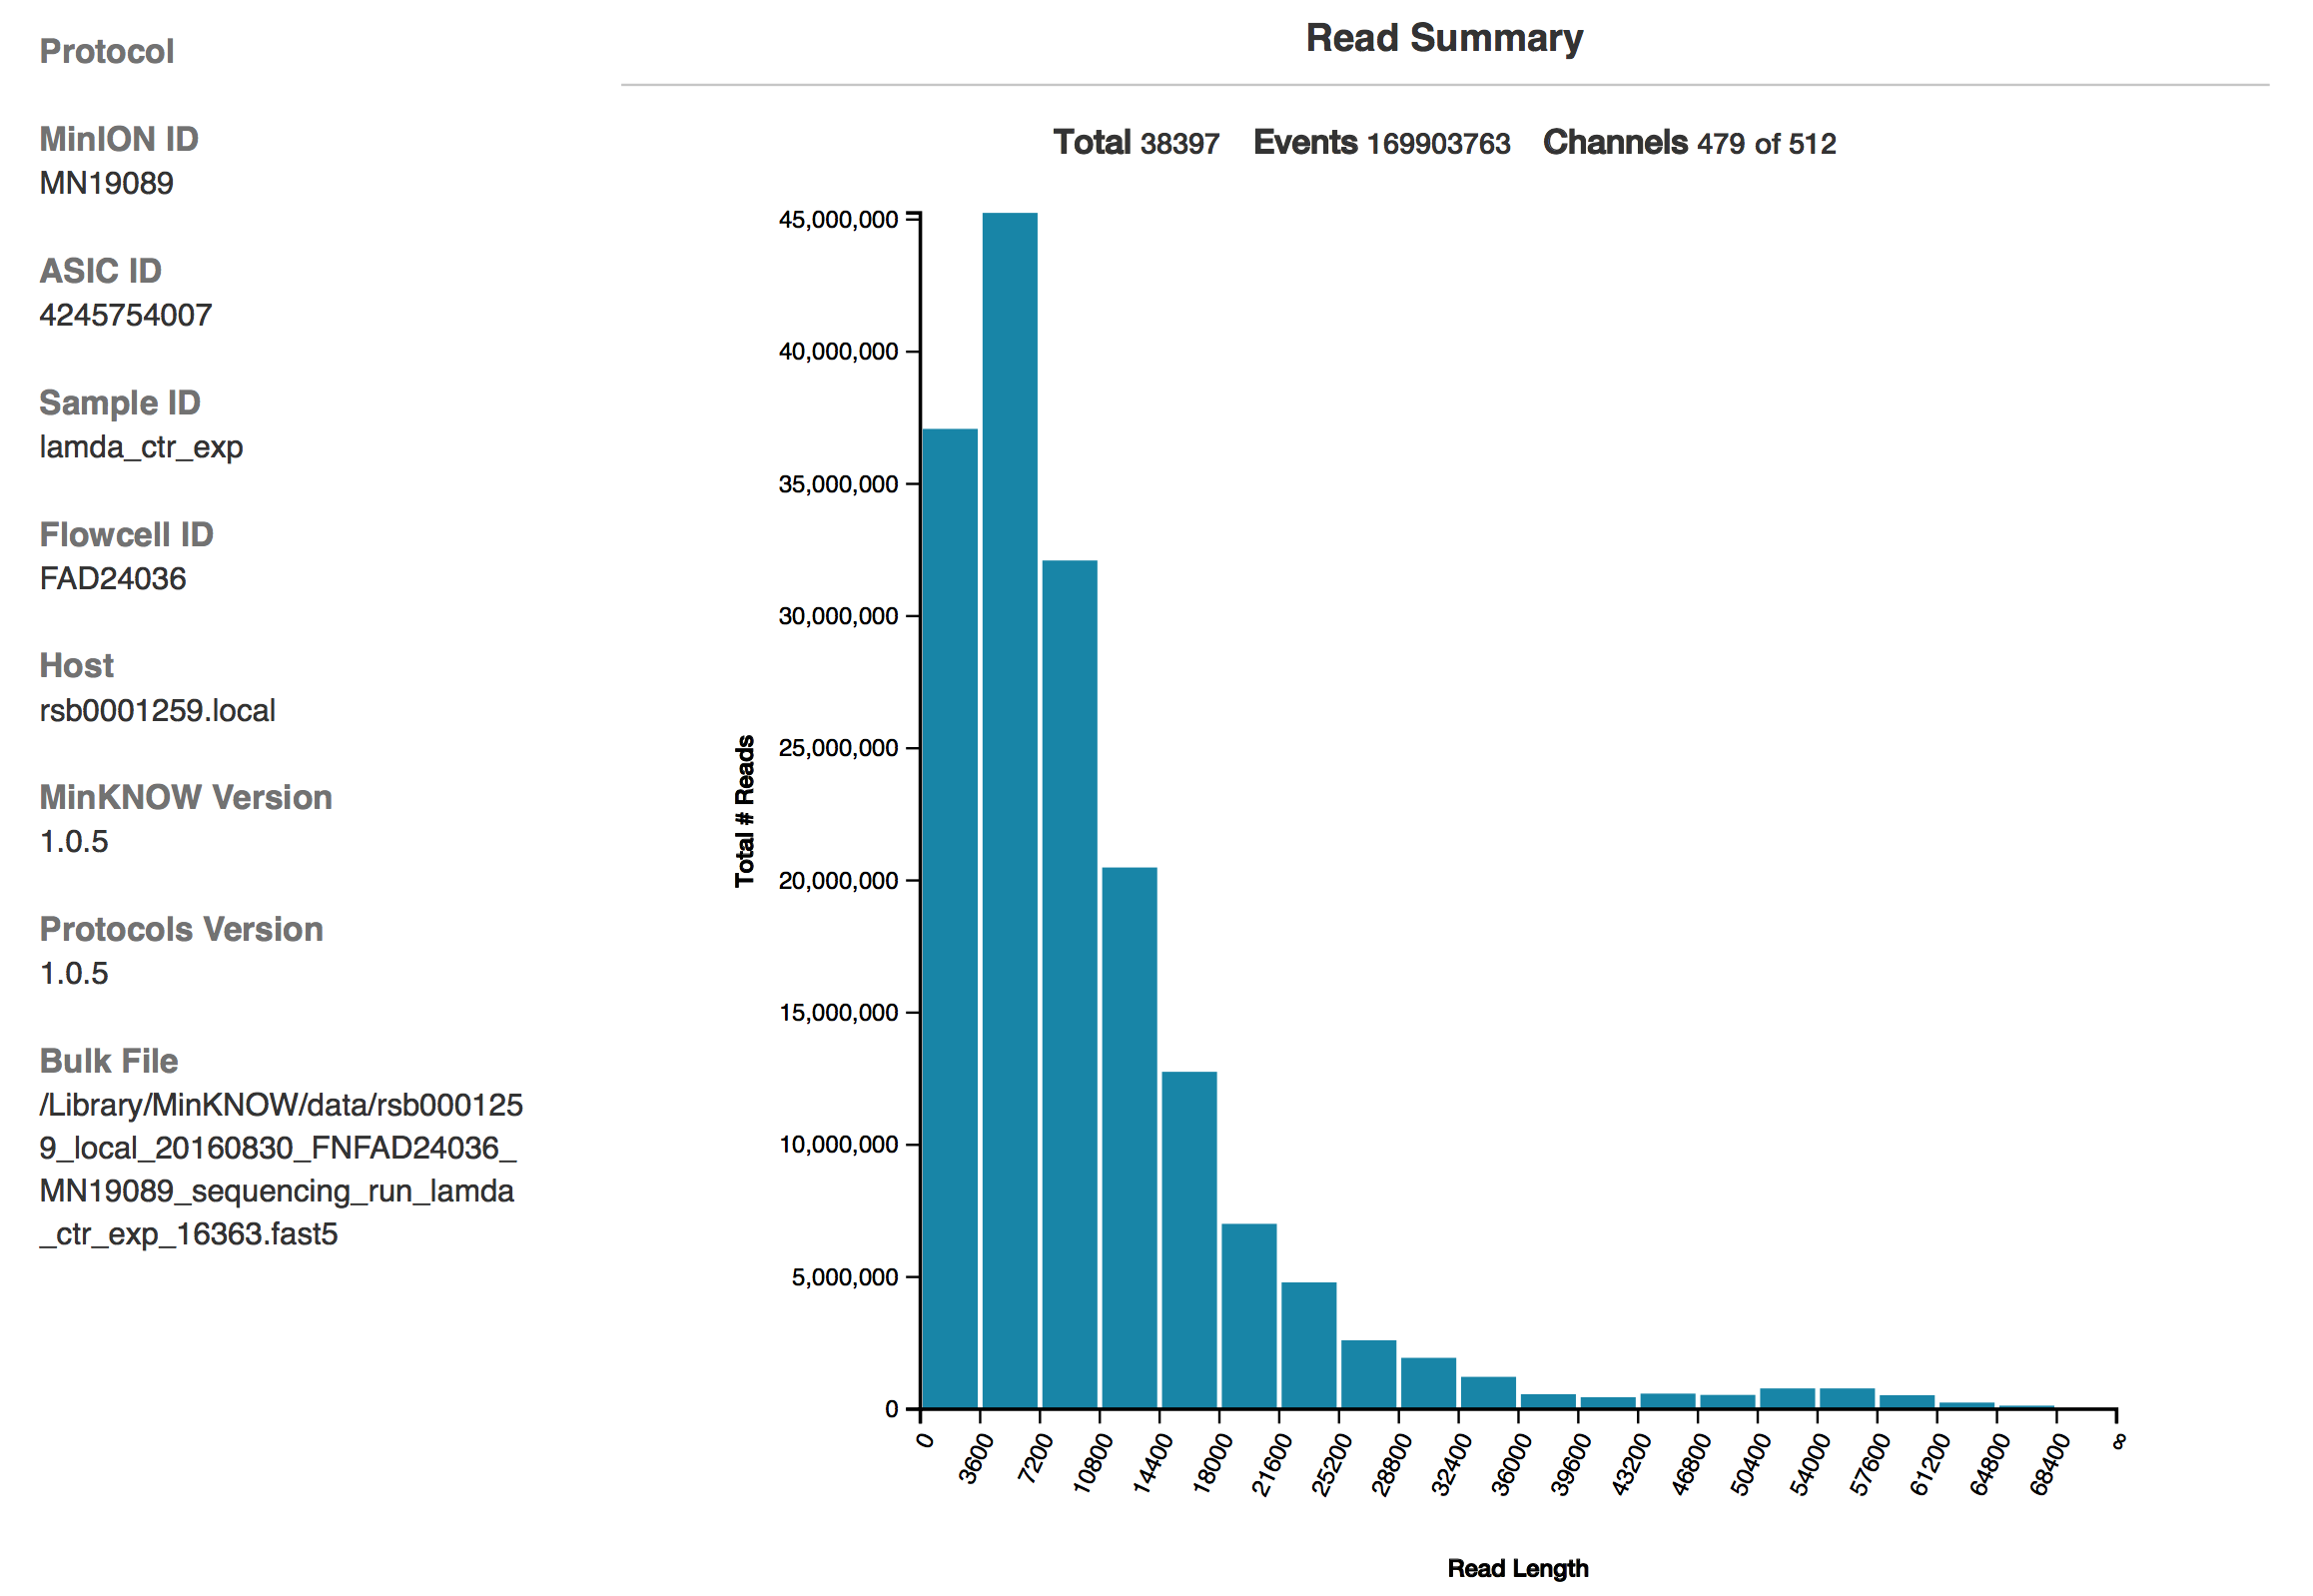 Protocol
MinION ID
MN19089
ASIC ID
4245754007
Sample ID
lamda_ctr_exp
Flowcell ID
FAD24036
Host
rsb0001259.local
MinKNOW Version
1.0.5
Protocols Version
1.0.5
Bulk File
/Library/MinKNOW/data/rsb000125
9_local_20160830_FNFAD24036_
MN19089_sequencing_run_lamda
_ctr_exp_16363.fast5
Read Summary
Total 38397 Events 169903763 Channels 479 of 512
45,000,000
40,000,000
35,000,000
30,000,000
25,000,000
20,000,000
15,000,000
10,000,000
5,000,000
0
Total # Reads
0
3600
7200
10800
14400
18000
21600
25200
28800
32400
36000
39600
43200
46800
50400
54000
57600
61200
64800
68400
∞
Read Length